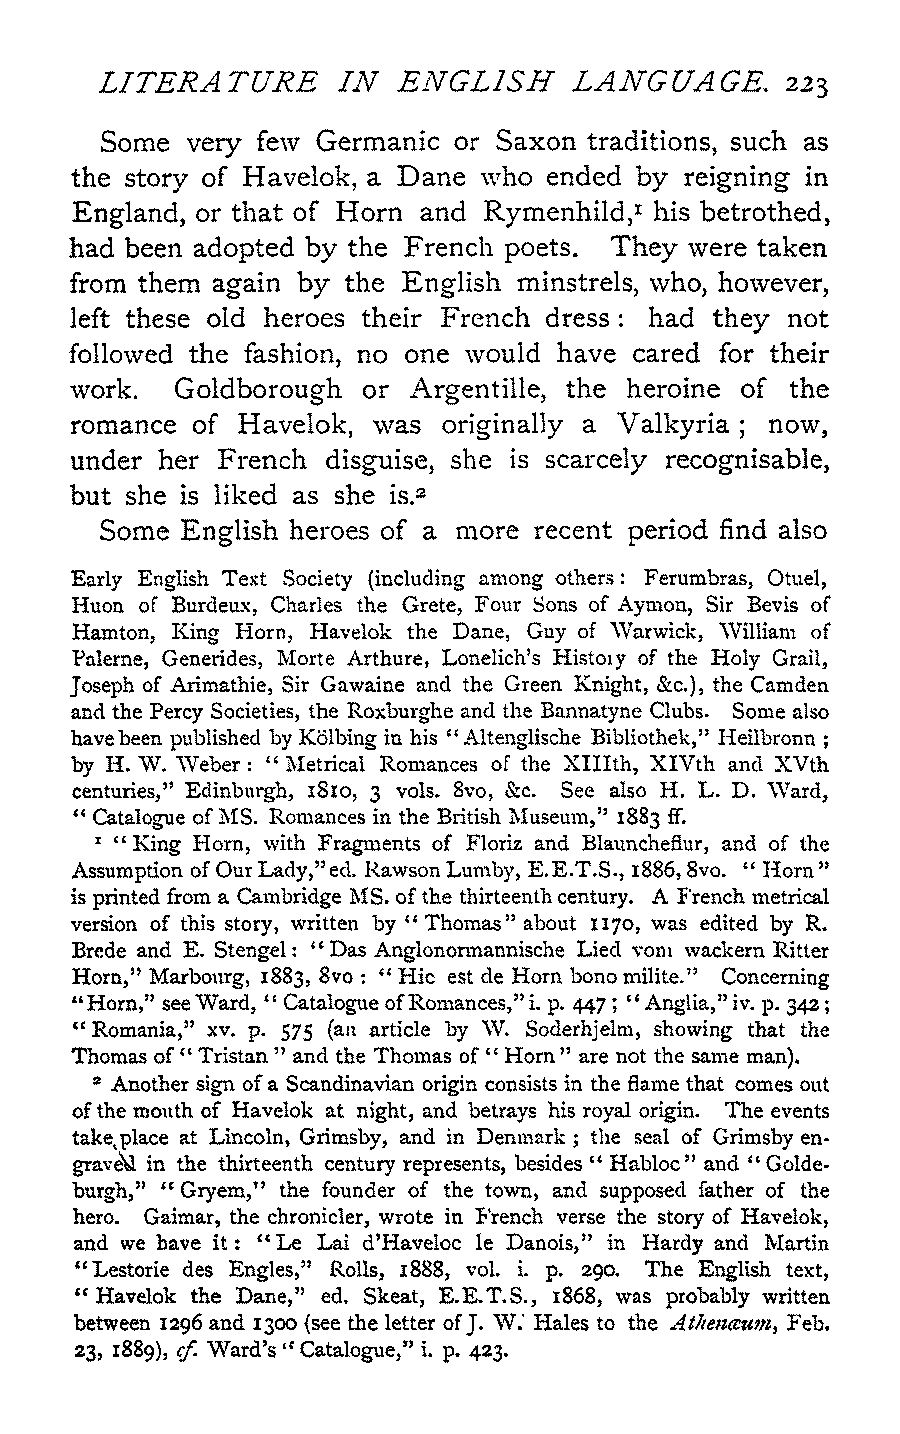 LITERATURE IN ENGLISH LANGUAGE. 223
Some very few Germanic or Saxon traditions, such as
the story of Havelok, a Dane who ended by reigning in
England, or that of Horn and Rymenhild,¹ his betrothed,
had been adopted by the French poets. They were taken
from them again by the English minstrels, who, however,
left these old heroes their French dress : had they not
followed the fashion, no one would have cared for their
work. Goldborough or Argentille, the heroine of the
romance of Havelok, was originally a Valkyria ; now,
under her French disguise, she is scarcely recognisable,
but she is liked as she is.²
Some English heroes of a more recent period find also
Early English Text Society (including among others : Ferumbras, Otuel,
Huon of Burdeux, Charles the Grete, Four Sons of Aymon, Sir Bevis of
Hamton, King Horn, Havelok the Dane, Guy of Warwick, William of
Palerne, Generides, Morte Arthure, Lonelich's History of the Holy Grail,
Joseph of Arimathie, Sir Gawaine and the Green Knight, &c.), the Camden
and the Percy Societies, the Roxburghe and the Bannatyne Clubs. Some also
have been published by Kölbing in his "Altenglische Bibliothek," Heilbronn ;
by H. W. Weber : "Metrical Romances of the XIIIth, XIVth and XVth
centuries," Edinburgh, 1810, 3 vols. 8vo, &c. See also H. L. D. Ward,
"Catalogue of MS. Romances in the British Museum," 1883 ff.
¹ "King Horn, with Fragments of Floriz and Blauncheflur, and of the
Assumption of Our Lady," ed. Rawson Lumby, E.E.T.S., 1886, 8vo. "Horn"
is printed from a Cambridge MS. of the thirteenth century. A French metrical
version of this story, written by "Thomas" about 1170, was edited by R.
Brede and E. Stengel : "Das Anglonormannische Lied vom wackern Ritter
Horn," Marbourg, 1883, 8vo : "Hic est de Horn bono milite." Concerning
"Horn," see Ward, "Catalogue of Romances," i. p. 447 ; "Anglia," iv. p. 342 ;
"Romania," xv. p. 575 (an article by W. Soderhjelm, showing that the
Thomas of "Tristan" and the Thomas of "Horn" are not the same man).
² Another sign of a Scandinavian origin consists in the flame that comes out
of the mouth of Havelok at night, and betrays his royal origin. The events
take place at Lincoln, Grimsby, and in Denmark ; the seal of Grimsby en-
graved in the thirteenth century represents, besides "Habloc" and "Golde-
burgh," "Gryem," the founder of the town, and supposed father of the
hero. Gaimar, the chronicler, wrote in French verse the story of Havelok,
and we have it : "Le Lai d'Haveloc le Danois," in Hardy and Martin
"Lestorie des Engles," Rolls, 1888, vol. i. p. 290. The English text,
"Havelok the Dane," ed. Skeat, E.E.T.S., 1868, was probably written
between 1296 and 1300 (see the letter of J. W. Hales to the Athenæum, Feb.
23, 1889), cf. Ward's "Catalogue," i. p. 423.